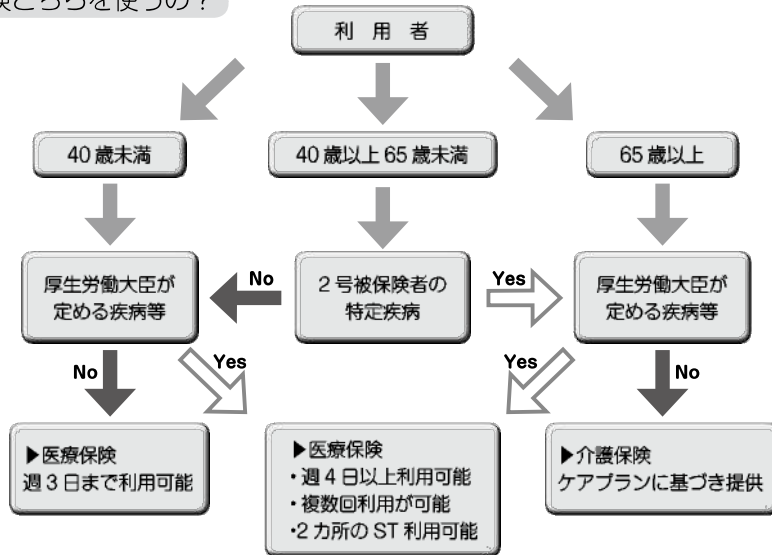 険どちらを使うの？
利 用 者
40歳未満
40歳以上65歳未満
65歳以上
厚生労働大臣が
定める疾病等
No
2号被保険者の
特定疾病
Yes
厚生労働大臣が
定める疾病等
No
Yes
Yes
No
▶医療保険
週3日まで利用可能
▶医療保険
・週4日以上利用可能
・複数回利用が可能
・2カ所のST利用可能
▶介護保険
ケアプランに基づき提供